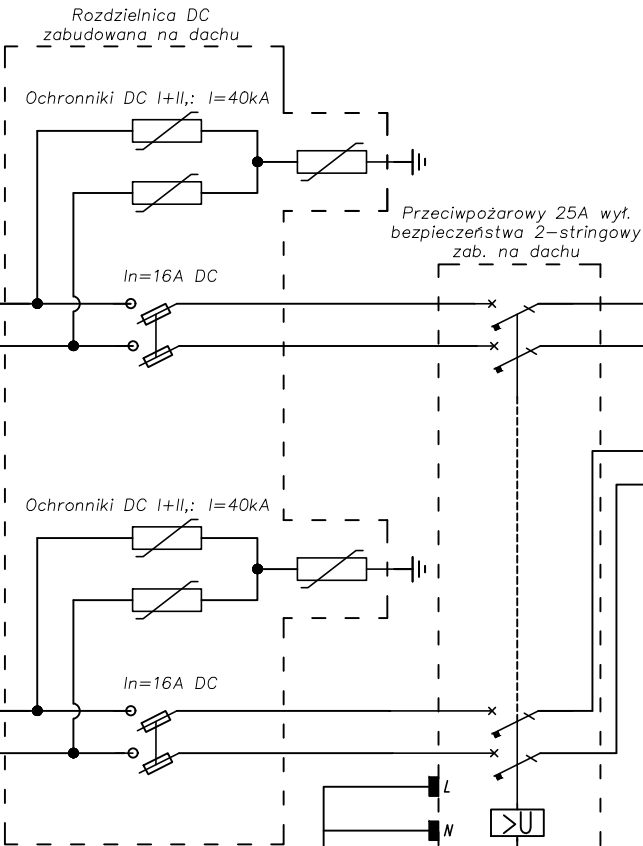 Rozdzielnica DC
zabudowana na dachu
Ochronniki DC I+II,: I=40kA
Przeciwpożarowy 25A wył.
bezpieczeństwa 2-stringowy
zab. na dachu
In=16A DC
Ochronniki DC I+II,: I=40kA
In=16A DC
L
N
>U